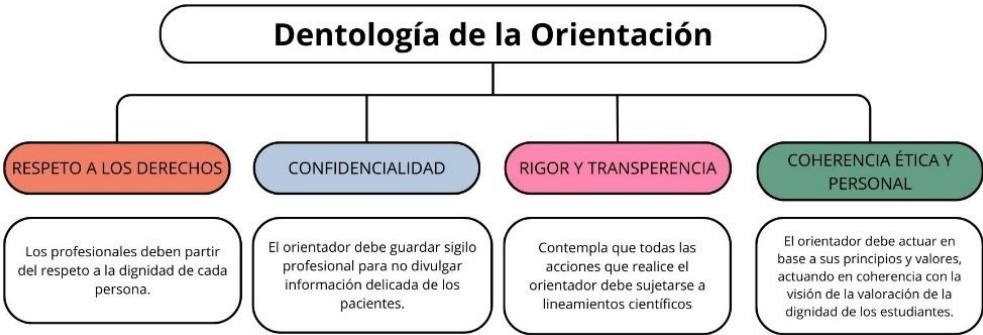 Dentología de la Orientación
RESPETO A LOS DERECHOS
CONFIDENCIALIDAD
RIGOR Y TRANSPERENCIA
COHERENCIA ÉTICA Y
PERSONAL
Los profesionales deben partir
del respeto a la dignidad de cada
persona.
El orientador debe guardar sigilo
profesional para no divulgar
información delicada de los
pacientes.
Contempla que todas las
acciones que realice el
orientador debe sujetarse a
lineamientos científicos
El orientador debe actuar en
base a sus principios y valores,
actuando en coherencia con la
visión de la valoración de la
dignidad de los estudiantes.